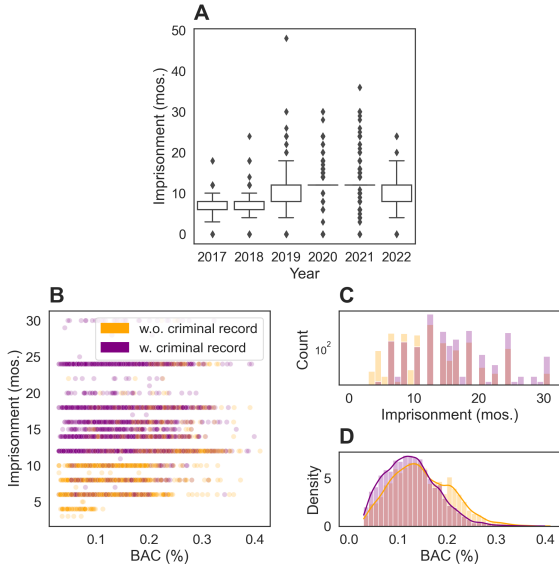 A
50
40
30
20
10
0
Imprisonment (mos.)
2017 2018 2019 2020 2021 2022
Year
B
30
25
20
15
10
5
Imprisonment (mos.)
w.o. criminal record
w. criminal record
0.1 0.2 0.3 0.4
BAC (%)
C
Count
10²
0 10 20 30
Imprisonment (mos.)
D
Density
5
0
0.0 0.1 0.2 0.3 0.4
BAC (%)